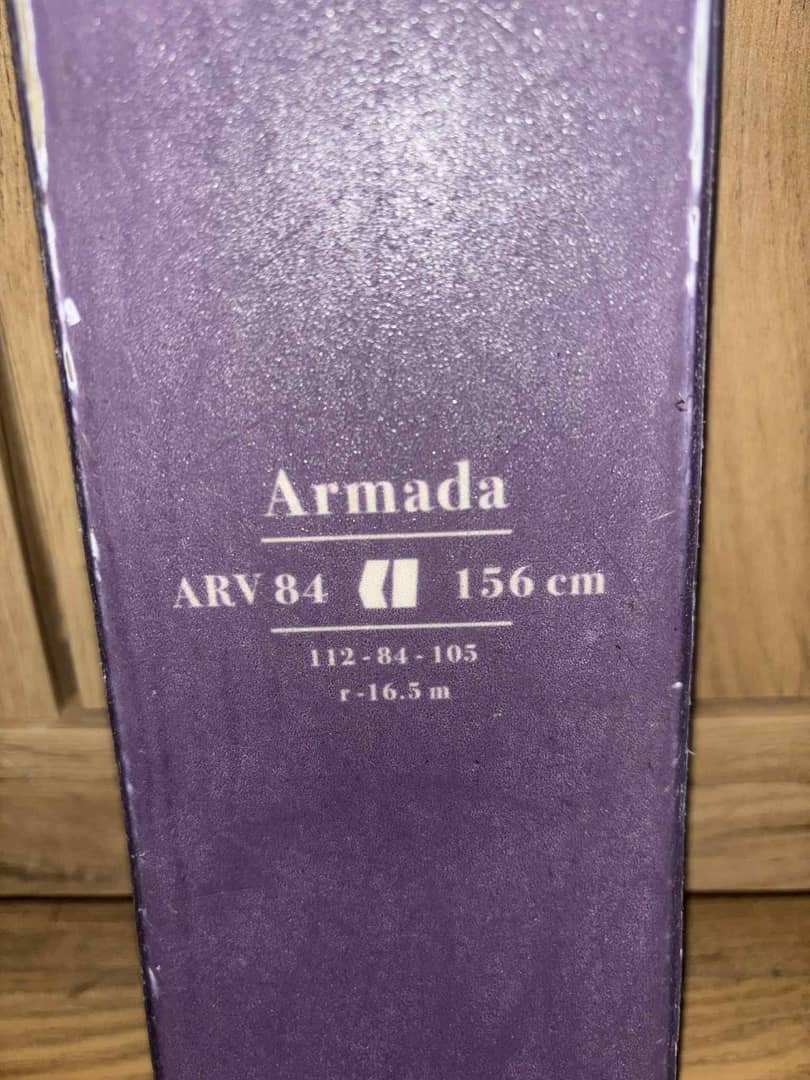 Armada
ARV 84 156 cm
112 - 84 - 105
r - 16.5 m